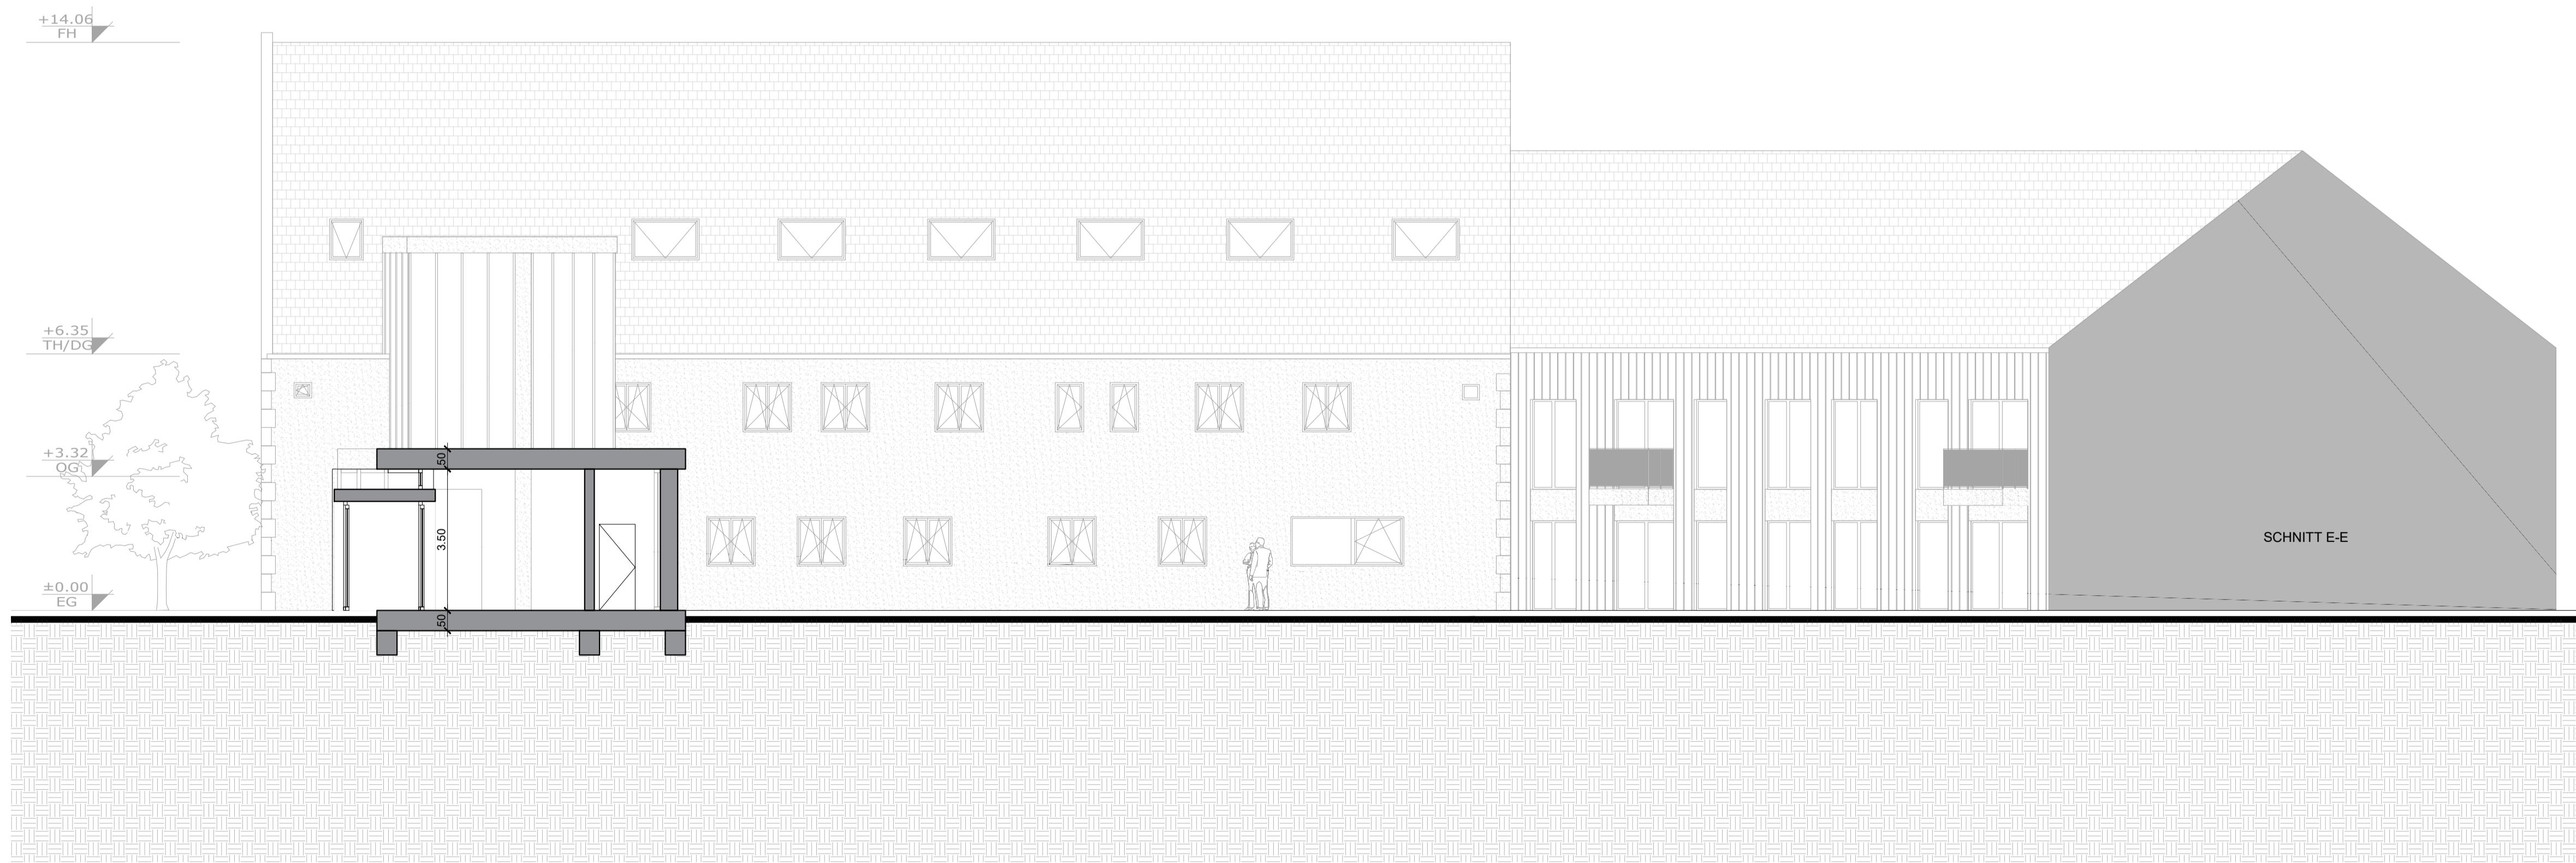 +14.06
FH
+6.35
TH/DG
+3.32
OG
±0.00
EG
.50
3.50
.50
SCHNITT E-E